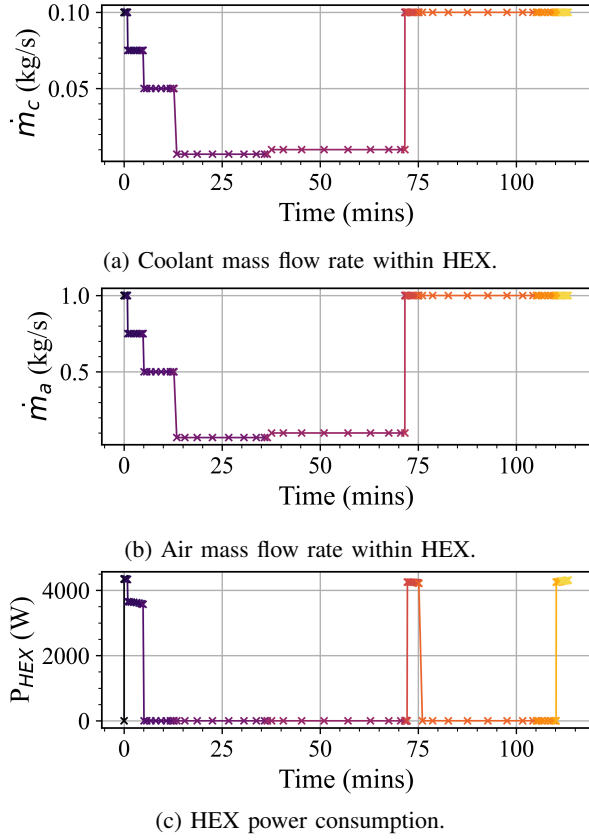 0.10
0.05
ṁc (kg/s)
0 25 50 75 100
Time (mins)
(a) Coolant mass flow rate within HEX.
1.0
0.5
ṁa (kg/s)
0 25 50 75 100
Time (mins)
(b) Air mass flow rate within HEX.
4000
2000
0
PHEX (W)
0 25 50 75 100
Time (mins)
(c) HEX power consumption.